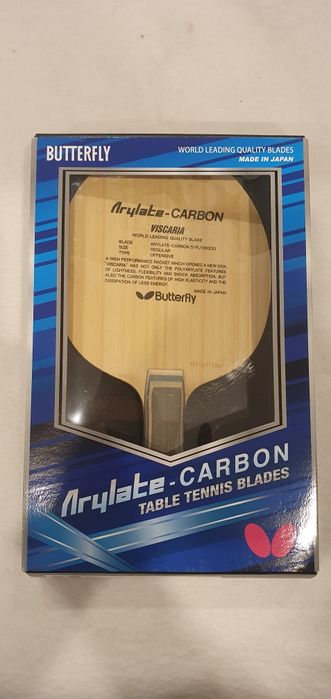 BUTTERFLY
WORLD LEADING QUALITY BLADES
MADE IN JAPAN
Arylate-CARBON
VISCARIA
WORLD LEADING QUALITY BLADE
BLADE ARYLATE-CARBON 5-PLYWOOD
SIZE REGULAR
TYPE OFFENSIVE
A HIGH PERFORMANCE RACKET WHICH OPENED A NEW ERA.
"VISCARIA" HAS NOT ONLY THE POLYARYLATE FEATURES
OF LIGHTNESS, FLEXIBILITY AND SHOCK ABSORPTION, BUT
ALSO THE CARBON FEATURES OF HIGH ELASTICITY AND THE
DISSIPATION OF LESS ENERGY.
MADE IN JAPAN
Butterfly
Arylate-CARBON
TABLE TENNIS BLADES